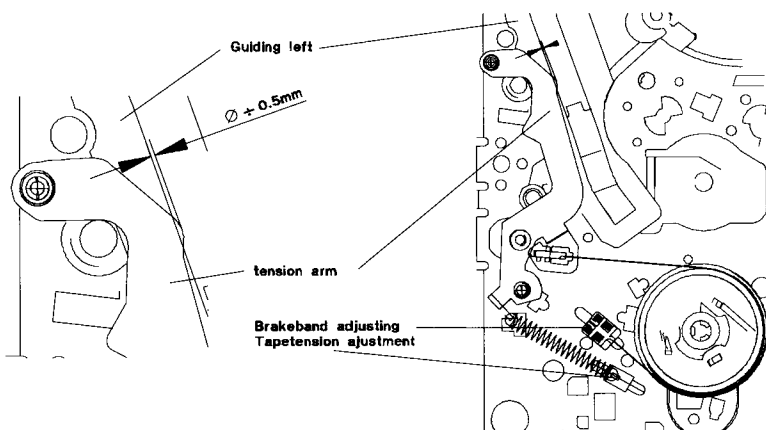 Guiding left
Ø ÷ 0.5mm
tension arm
Brakeband adjusting
Tapetension ajustment